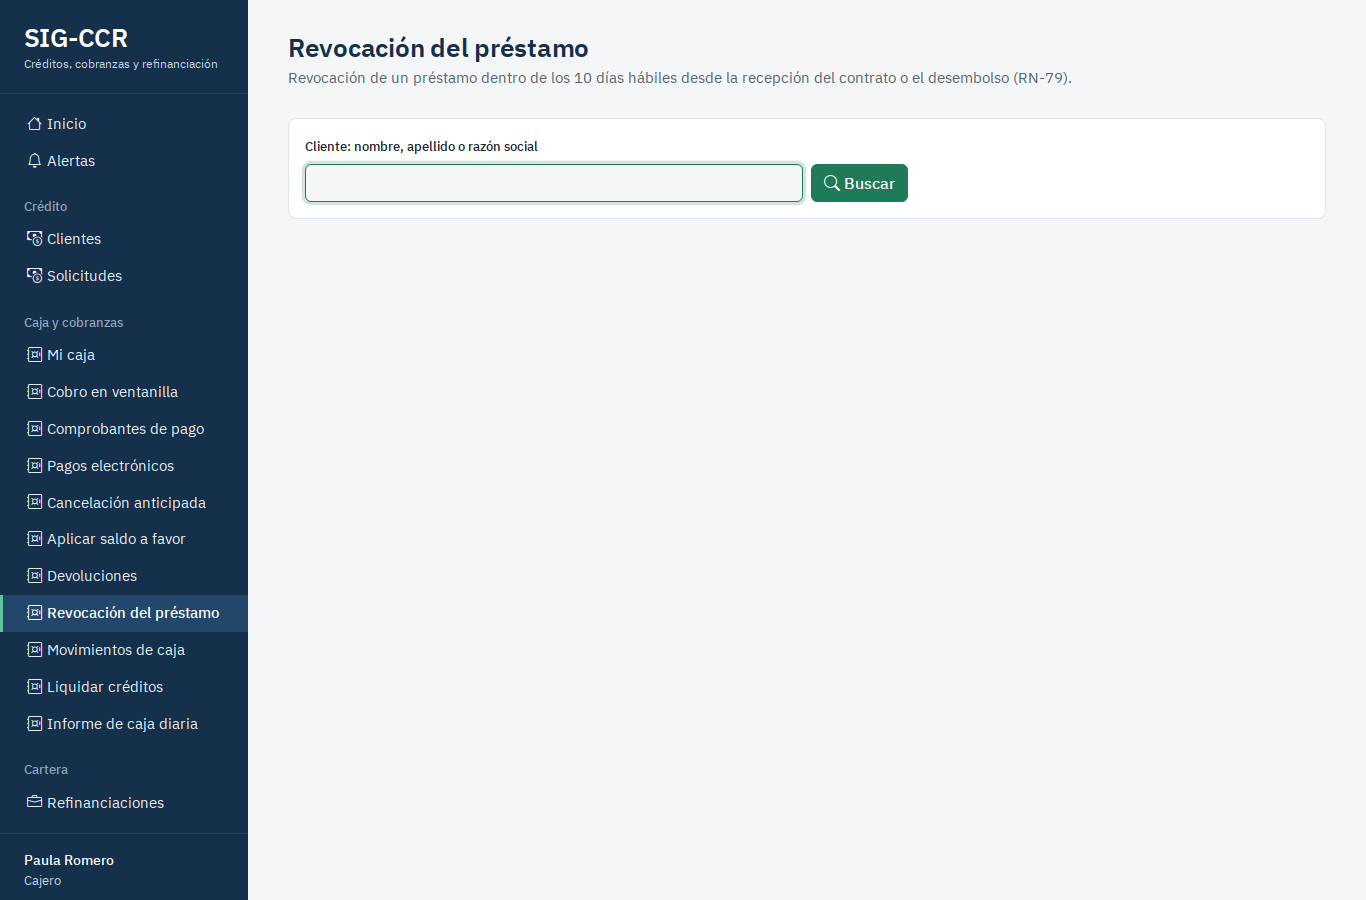 SIG-CCR
Créditos, cobranzas y refinanciación
Inicio
Alertas
Crédito
Clientes
Solicitudes
Caja y cobranzas
Mi caja
Cobro en ventanilla
Comprobantes de pago
Pagos electrónicos
Cancelación anticipada
Aplicar saldo a favor
Devoluciones
Revocación del préstamo
Movimientos de caja
Liquidar créditos
Informe de caja diaria
Cartera
Refinanciaciones
Paula Romero
Cajero
Revocación del préstamo
Revocación de un préstamo dentro de los 10 días hábiles desde la recepción del contrato o el desembolso (RN-79).
Cliente: nombre, apellido o razón social
Buscar